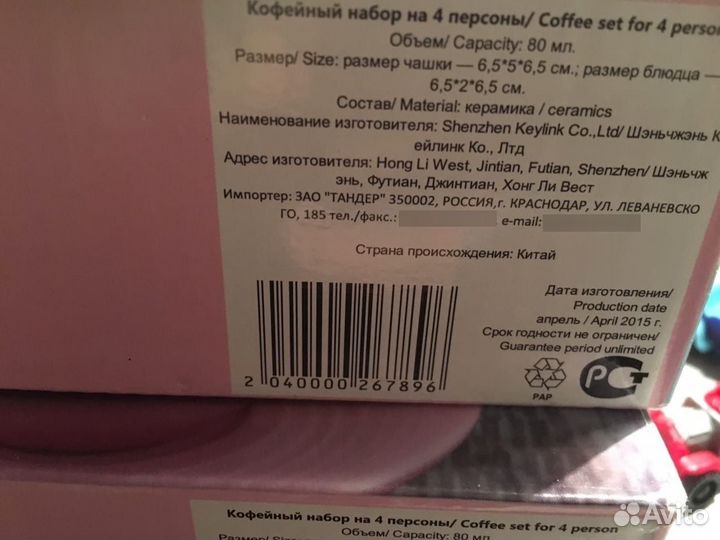 Кофейный набор на 4 персоны/ Coffee set for 4 person
Объем/ Capacity: 80 мл.
Размер/ Size: размер чашки — 6,5*5*6,5 см.; размер блюдца —
6,5*2*6,5 см.
Состав/ Material: керамика / ceramics
Наименование изготовителя: Shenzhen Keylink Co.,Ltd/ Шэньчжэнь К
ейлинк Ко., Лтд
Адрес изготовителя: Hong Li West, Jintian, Futian, Shenzhen/ Шэньчж
энь, Футиан, Джинтиан, Хонг Ли Вест
Импортер: ЗАО "ТАНДЕР" 350002, РОССИЯ,г. КРАСНОДАР, УЛ. ЛЕВАНЕВСКО
ГО, 185 тел./факс.: e-mail:
Страна происхождения: Китай
Дата изготовления/
Production date
апрель / April 2015 г.
Срок годности не ограничен/
Guarantee period unlimited
2 040000 267896
PAP
РСТ
Кофейный набор на 4 персоны/ Coffee set for 4 person
Объем/ Capacity: 80 мл.
Avito